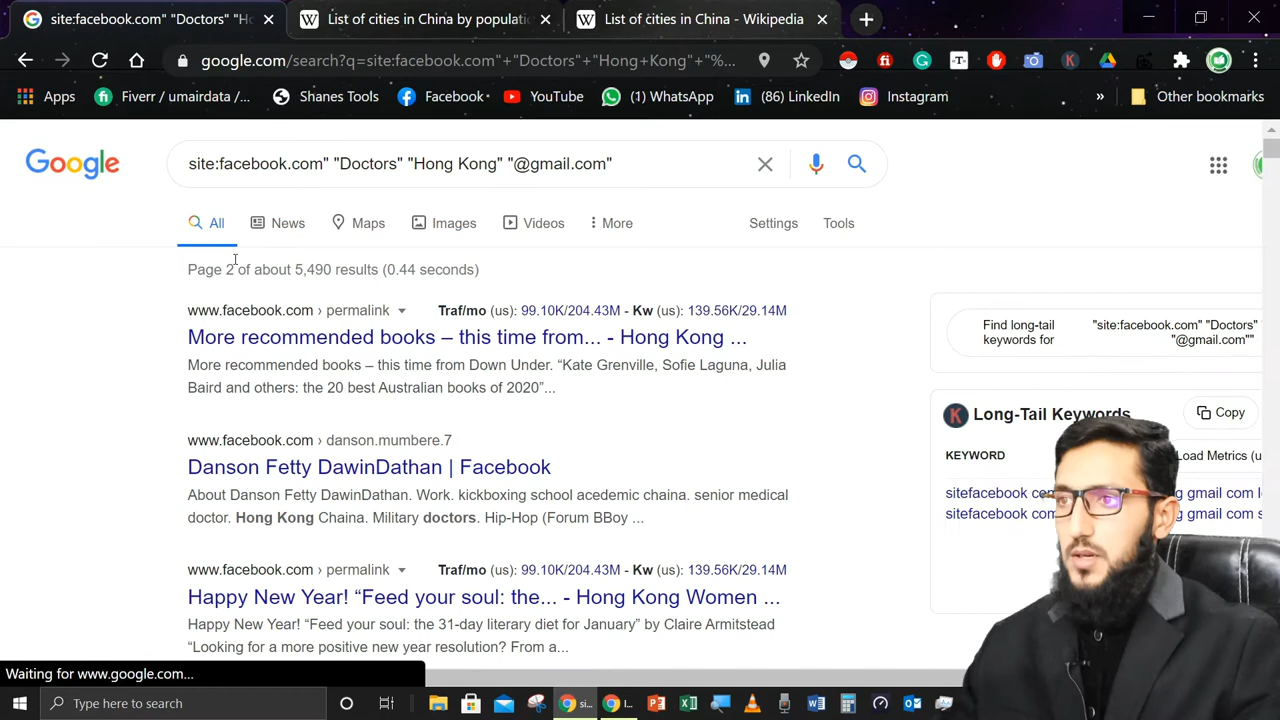 site:facebook.com" "Doctors" "Ho
List of cities in China by populati
List of cities in China - Wikipedia
google.com/search?q=site:facebook.com"+"Doctors"+"Hong+Kong"+"%...
Apps
Fiverr / umairdata /...
Shanes Tools
Facebook
YouTube
(1) WhatsApp
(86) LinkedIn
Instagram
»
Other bookmarks
Google
site:facebook.com" "Doctors" "Hong Kong" "@gmail.com"
All
News
Maps
Images
Videos
More
Settings
Tools
Page 2 of about 5,490 results (0.44 seconds)
www.facebook.com › permalink Traf/mo (us): 99.10K/204.43M - Kw (us): 139.56K/29.14M
More recommended books – this time from... - Hong Kong ...
More recommended books – this time from Down Under. “Kate Grenville, Sofie Laguna, Julia
Baird and others: the 20 best Australian books of 2020”...
www.facebook.com › danson.mumbere.7
Danson Fetty DawinDathan | Facebook
About Danson Fetty DawinDathan. Work. kickboxing school acedemic chaina. senior medical
doctor. Hong Kong Chaina. Military doctors. Hip-Hop (Forum BBoy ...
www.facebook.com › permalink Traf/mo (us): 99.10K/204.43M - Kw (us): 139.56K/29.14M
Happy New Year! “Feed your soul: the... - Hong Kong Women ...
Happy New Year! “Feed your soul: the 31-day literary diet for January” by Claire Armitstead
“Looking for a more positive new year resolution? From a...
Find long-tail
keywords for
"site:facebook.com" "Doctors"
"@gmail.com""
K Long-Tail Keywords
Copy
KEYWORD
Load Metrics (u
sitefacebook co
g gmail com l
sitefacebook com
g gmail com s
Waiting for www.google.com...
Type here to search
si...
l...